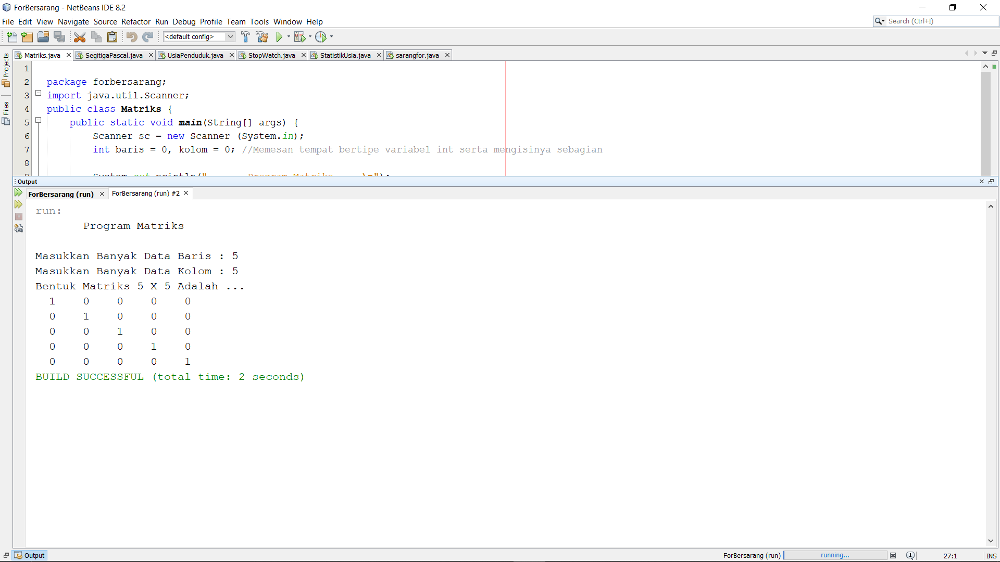 ForBersarang - NetBeans IDE 8.2
File Edit View Navigate Source Refactor Run Debug Profile Team Tools Window Help
Search (Ctrl+I)
<default config>
Projects
Files
Matriks.java SegitigaPascal.java UsiaPenduduk.java StopWatch.java StatistikUsia.java sarangfor.java
1
2 package forbersarang;
3 import java.util.Scanner;
4 public class Matriks {
5 public static void main(String[] args) {
6 Scanner sc = new Scanner (System.in);
7 int baris = 0, kolom = 0; //Memesan tempat bertipe variabel int serta mengisinya sebagian
8
9 System.out.println(" Program Matriks \n");
Output
ForBersarang (run) ForBersarang (run) #2
run:
Program Matriks
Masukkan Banyak Data Baris : 5
Masukkan Banyak Data Kolom : 5
Bentuk Matriks 5 X 5 Adalah ...
1 0 0 0 0
0 1 0 0 0
0 0 1 0 0
0 0 0 1 0
0 0 0 0 1
BUILD SUCCESSFUL (total time: 2 seconds)
Output
ForBersarang (run) running... 1 27:1 INS